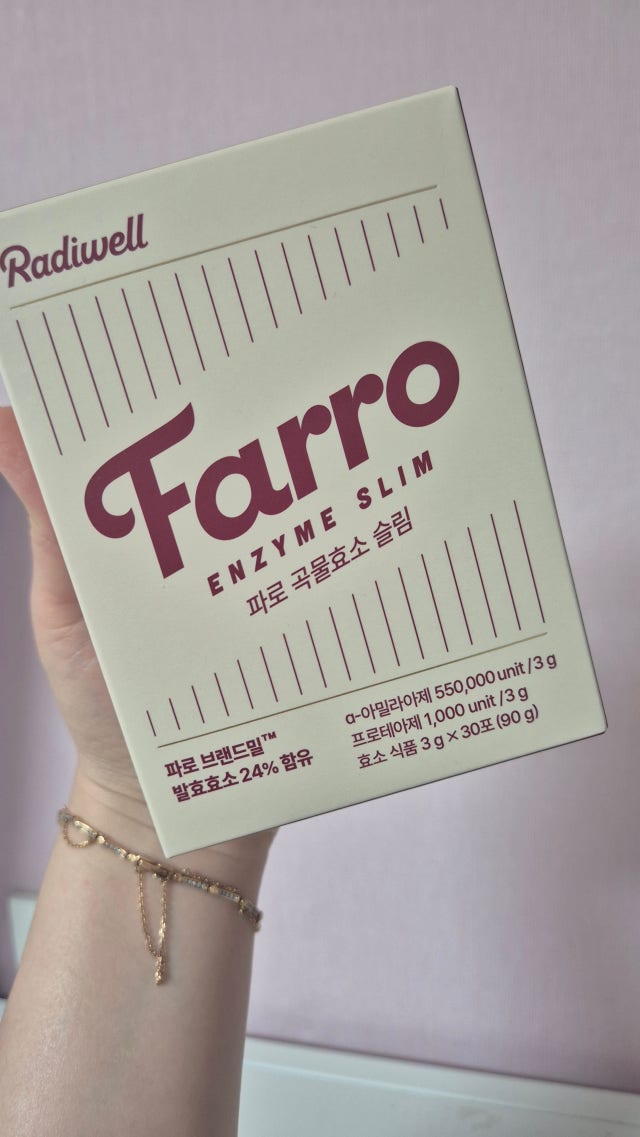 Radiwell
Farro
ENZYME SLIM
파로 곡물효소 슬림
파로 브랜드밀™
발효효소 24% 함유
α-아밀라아제 550,000 unit /3 g
프로테아제 1,000 unit /3 g
효소 식품 3 g × 30포 (90 g)